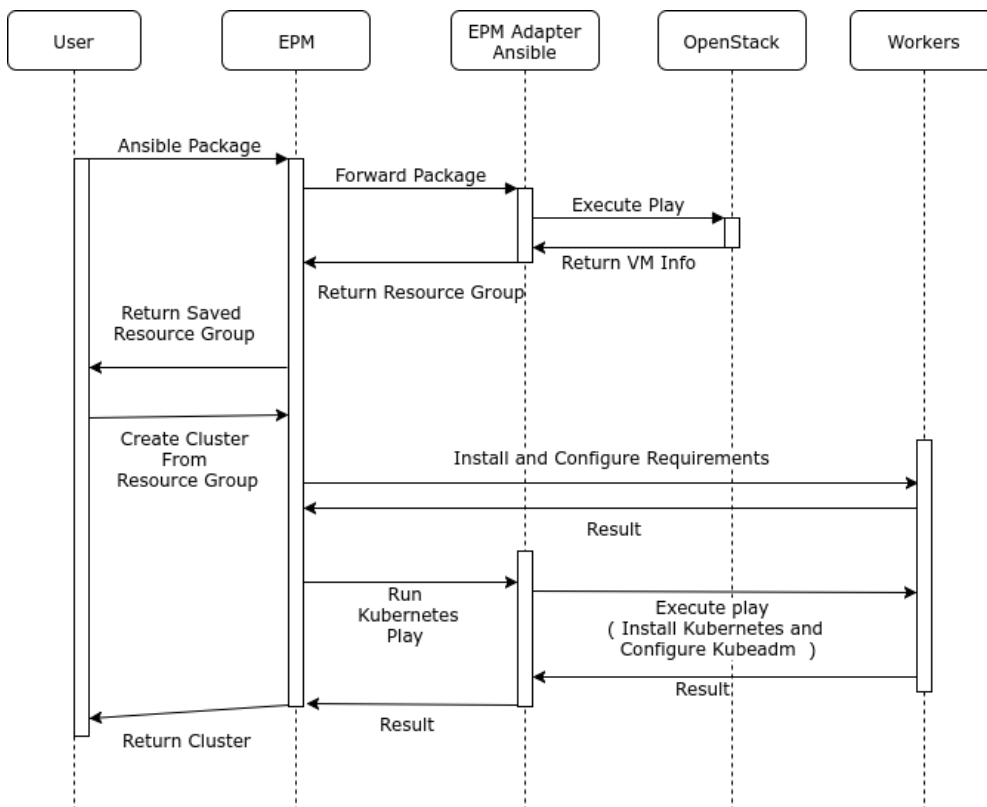 User
EPM
EPM Adapter
Ansible
OpenStack
Workers
Ansible Package
Forward Package
Execute Play
Return VM Info
Return Resource Group
Return Saved
Resource Group
Create Cluster
From
Resource Group
Install and Configure Requirements
Result
Run
Kubernetes
Play
Execute play
( Install Kubernetes and
Configure Kubeadm )
Result
Result
Return Cluster